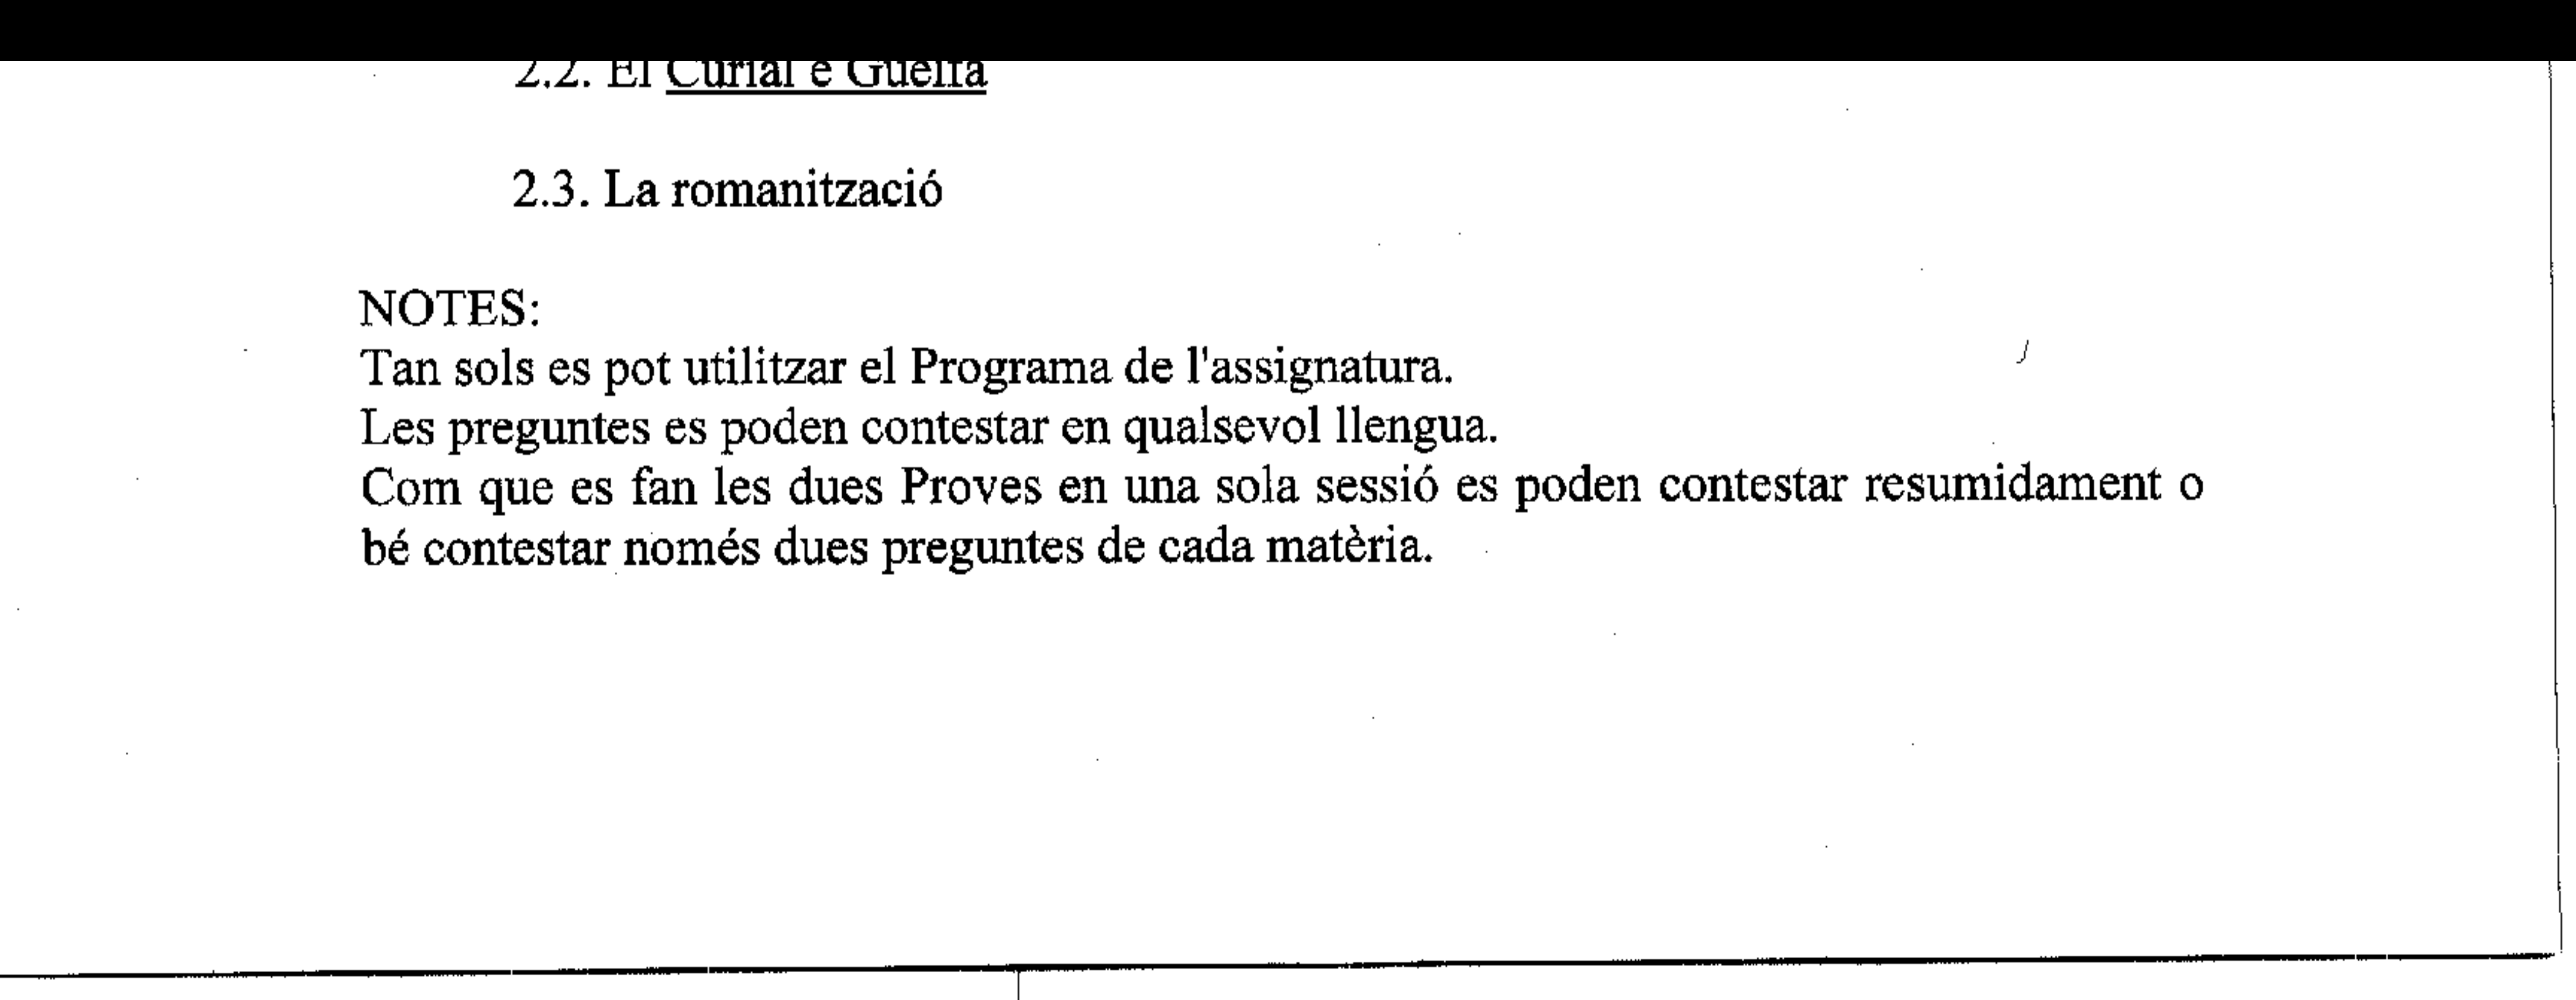 2.2. El Curial e Guelfa
2.3. La romanització
NOTES:
Tan sols es pot utilitzar el Programa de l'assignatura.
Les preguntes es poden contestar en qualsevol llengua.
Com que es fan les dues Proves en una sola sessió es poden contestar resumidament o
bé contestar només dues preguntes de cada matèria.